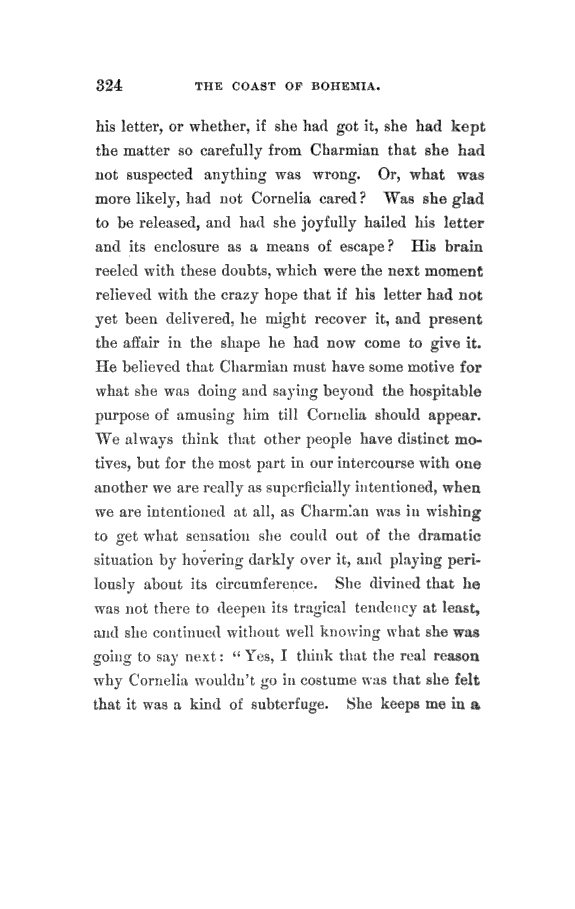 324 THE COAST OF BOHEMIA.
his letter, or whether, if she had got it, she had kept
the matter so carefully from Charmian that she had
not suspected anything was wrong. Or, what was
more likely, had not Cornelia cared? Was she glad
to be released, and had she joyfully hailed his letter
and its enclosure as a means of escape? His brain
reeled with these doubts, which were the next moment
relieved with the crazy hope that if his letter had not
yet been delivered, he might recover it, and present
the affair in the shape he had now come to give it.
He believed that Charmian must have some motive for
what she was doing and saying beyond the hospitable
purpose of amusing him till Cornelia should appear.
We always think that other people have distinct mo-
tives, but for the most part in our intercourse with one
another we are really as superficially intentioned, when
we are intentioned at all, as Charmian was in wishing
to get what sensation she could out of the dramatic
situation by hovering darkly over it, and playing peri-
lously about its circumference. She divined that he
was not there to deepen its tragical tendency at least,
and she continued without well knowing what she was
going to say next: “Yes, I think that the real reason
why Cornelia wouldn't go in costume was that she felt
that it was a kind of subterfuge. She keeps me in a